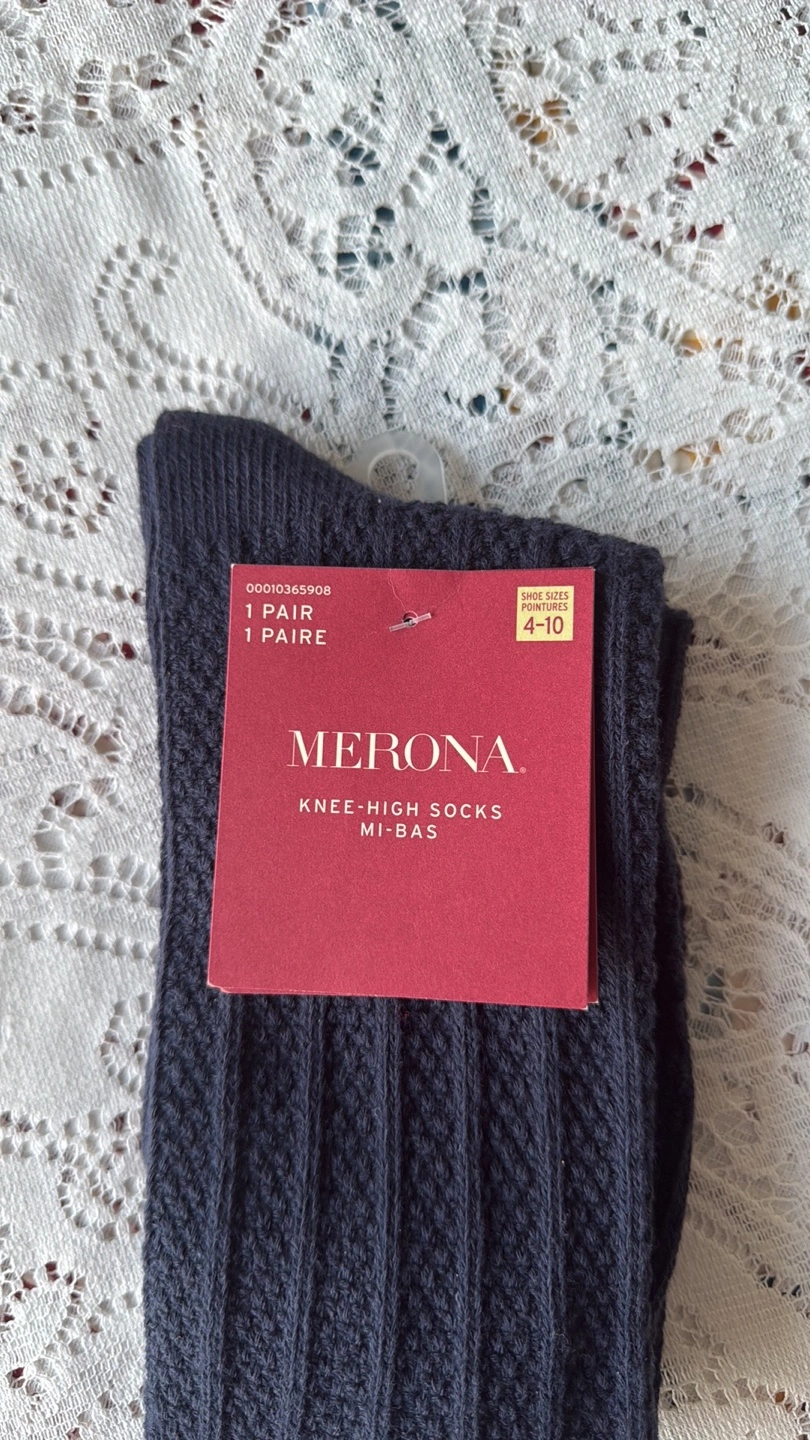 00010365908
1 PAIR
1 PAIRE
SHOE SIZES
POINTURES
4-10
MERONA®
KNEE-HIGH SOCKS
MI-BAS